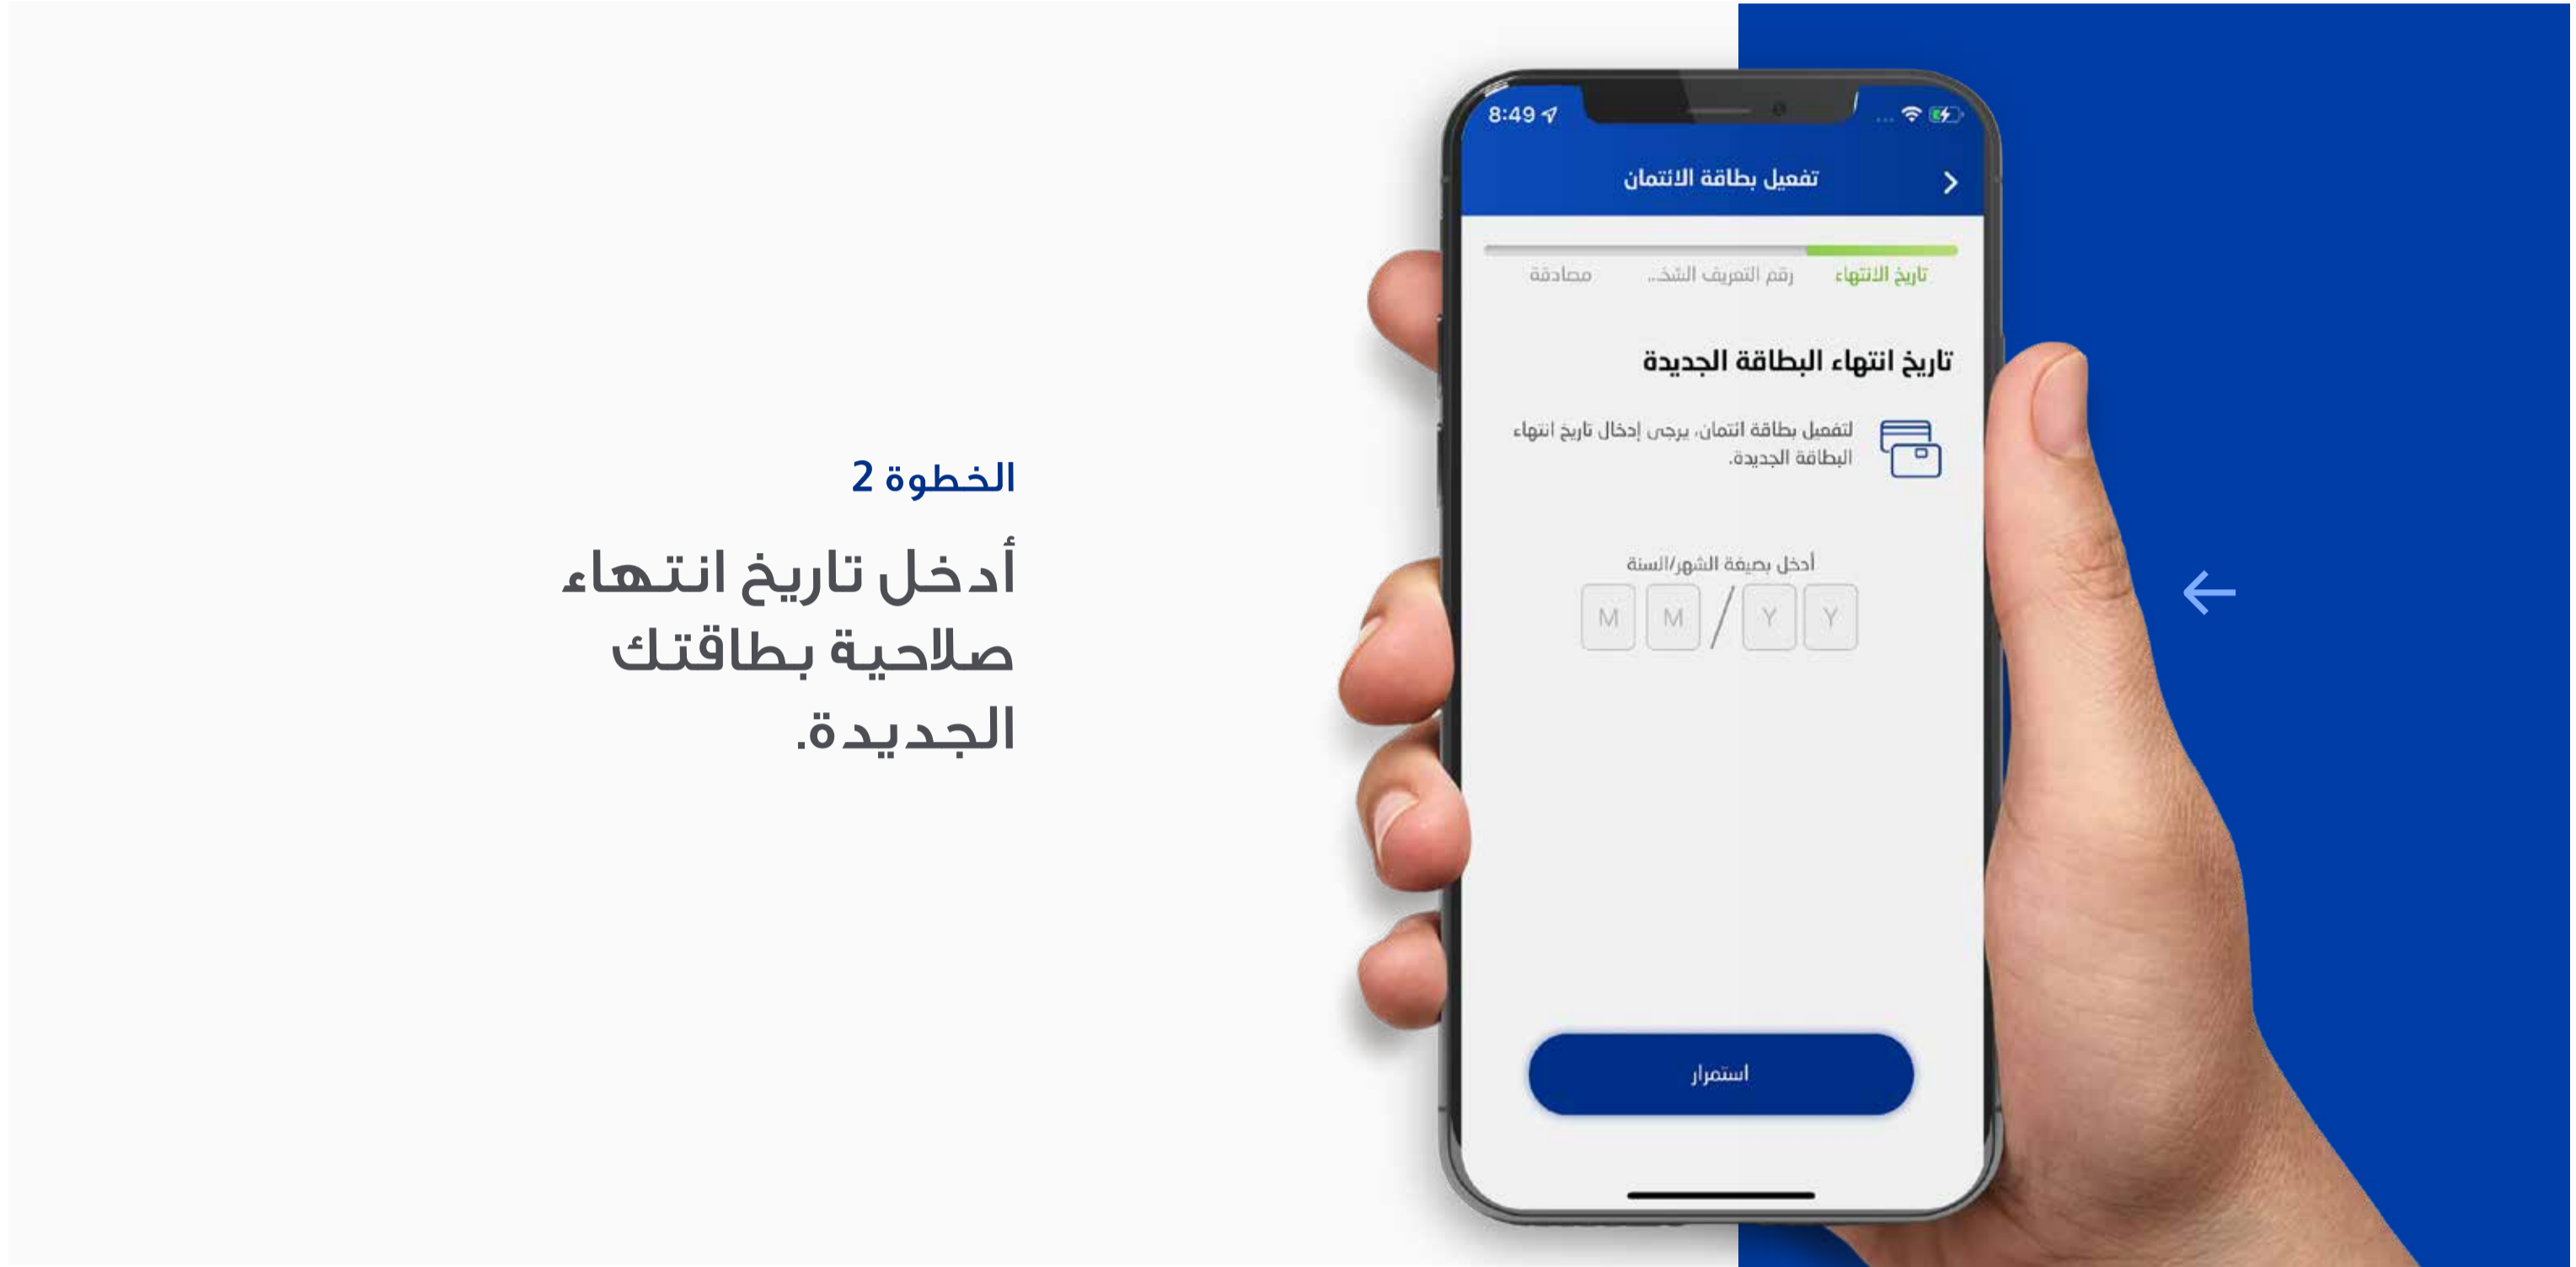 8:49
تفعيل بطاقة الائتمان
تاريخ الانتهاء
رقم التعريف الشخـ...
مصادقة
تاريخ انتهاء البطاقة الجديدة
لتفعيل بطاقة ائتمان، يرجى إدخال تاريخ انتهاء
البطاقة الجديدة.
أدخل بصيغة الشهر/السنة
M M / Y Y
استمرار
الخطوة 2
أدخل تاريخ انتهاء
صلاحية بطاقتك
الجديدة.